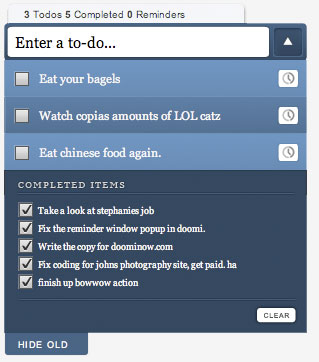 3 Todos 5 Completed 0 Reminders
Enter a to-do...
Eat your bagels
Watch copias amounts of LOL catz
Eat chinese food again.
COMPLETED ITEMS
Take a look at stephanies job
Fix the reminder window popup in doomi.
Write the copy for doominow.com
Fix coding for johns photography site, get paid. ha
finish up bowwow action
CLEAR
HIDE OLD